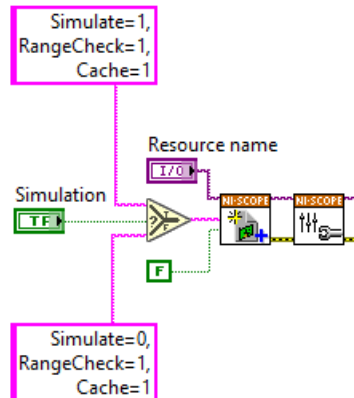 Simulate=1,
RangeCheck=1,
Cache=1
Resource name
I/O
Simulation
TF
?
T
F
NI-SCOPE
NI-SCOPE
F
Simulate=0,
RangeCheck=1,
Cache=1